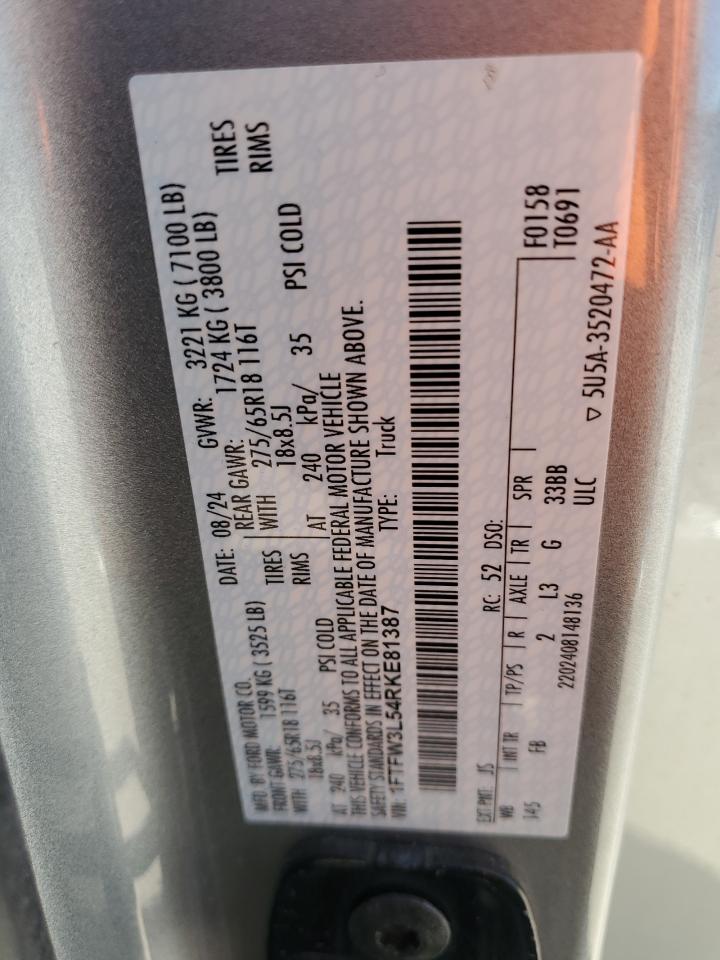 MFD. BY FORD MOTOR CO. DATE: 08/24 GVWR: 3221 KG ( 7100 LB)
FRONT GAWR: 1599 KG ( 3525 LB) REAR GAWR: 1724 KG ( 3800 LB)
WITH 275/65R18 116T TIRES WITH 275/65R18 116T TIRES
18x8.5J RIMS 18x8.5J RIMS
AT 240 kPa/ 35 PSI COLD AT 240 kPa/ 35 PSI COLD
THIS VEHICLE CONFORMS TO ALL APPLICABLE FEDERAL MOTOR VEHICLE
SAFETY STANDARDS IN EFFECT ON THE DATE OF MANUFACTURE SHOWN ABOVE.
VIN: 1FTFW3L54RKE81387 TYPE: Truck
EXT PNT: JS RC: 52 DSO:
WB INT TR TP/PS R AXLE TR SPR F0158
145 FB 2 L3 G 33BB T0691
2202408148136 ULC
▽ 5U5A-3520472-AA